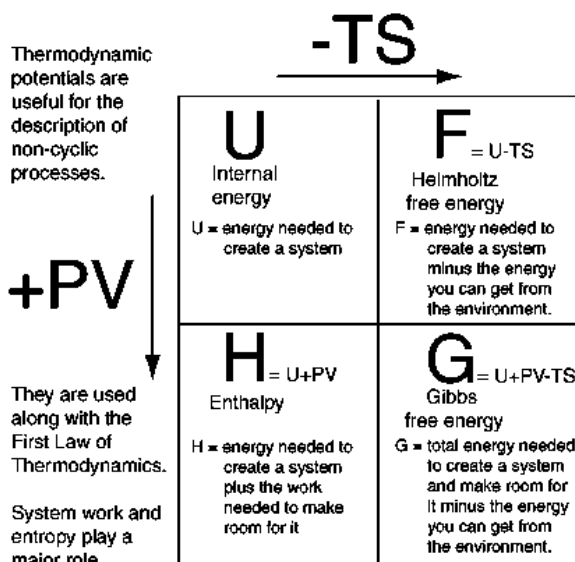 -TS
Thermodynamic
potentials are
useful for the
description of
non-cyclic
processes.
+PV
They are used
along with the
First Law of
Thermodynamics.
System work and
entropy play a
major role
U
Internal
energy
U = energy needed to
create a system
F = U-TS
Helmholtz
free energy
F = energy needed to
create a system
minus the energy
you can get from
the environment.
H = U+PV
Enthalpy
H = energy needed to
create a system
plus the work
needed to make
room for it
G = U+PV-TS
Gibbs
free energy
G = total energy needed
to create a system
and make room for
it minus the energy
you can get from
the environment.